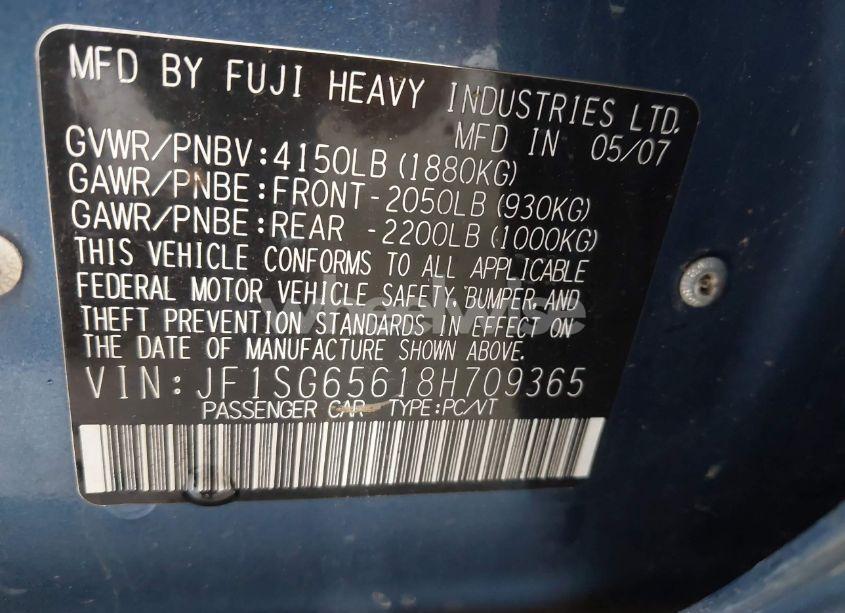 MFD BY FUJI HEAVY INDUSTRIES LTD.
MFD IN 05/07
GVWR/PNBV:4150LB (1880KG)
GAWR/PNBE:FRONT-2050LB (930KG)
GAWR/PNBE:REAR -2200LB (1000KG)
THIS VEHICLE CONFORMS TO ALL APPLICABLE
FEDERAL MOTOR VEHICLE SAFETY, BUMPER, AND
THEFT PREVENTION STANDARDS IN EFFECT ON
THE DATE OF MANUFACTURE SHOWN ABOVE.
VIN:JF1SG65618H709365
PASSENGER CAR TYPE:PC/VT